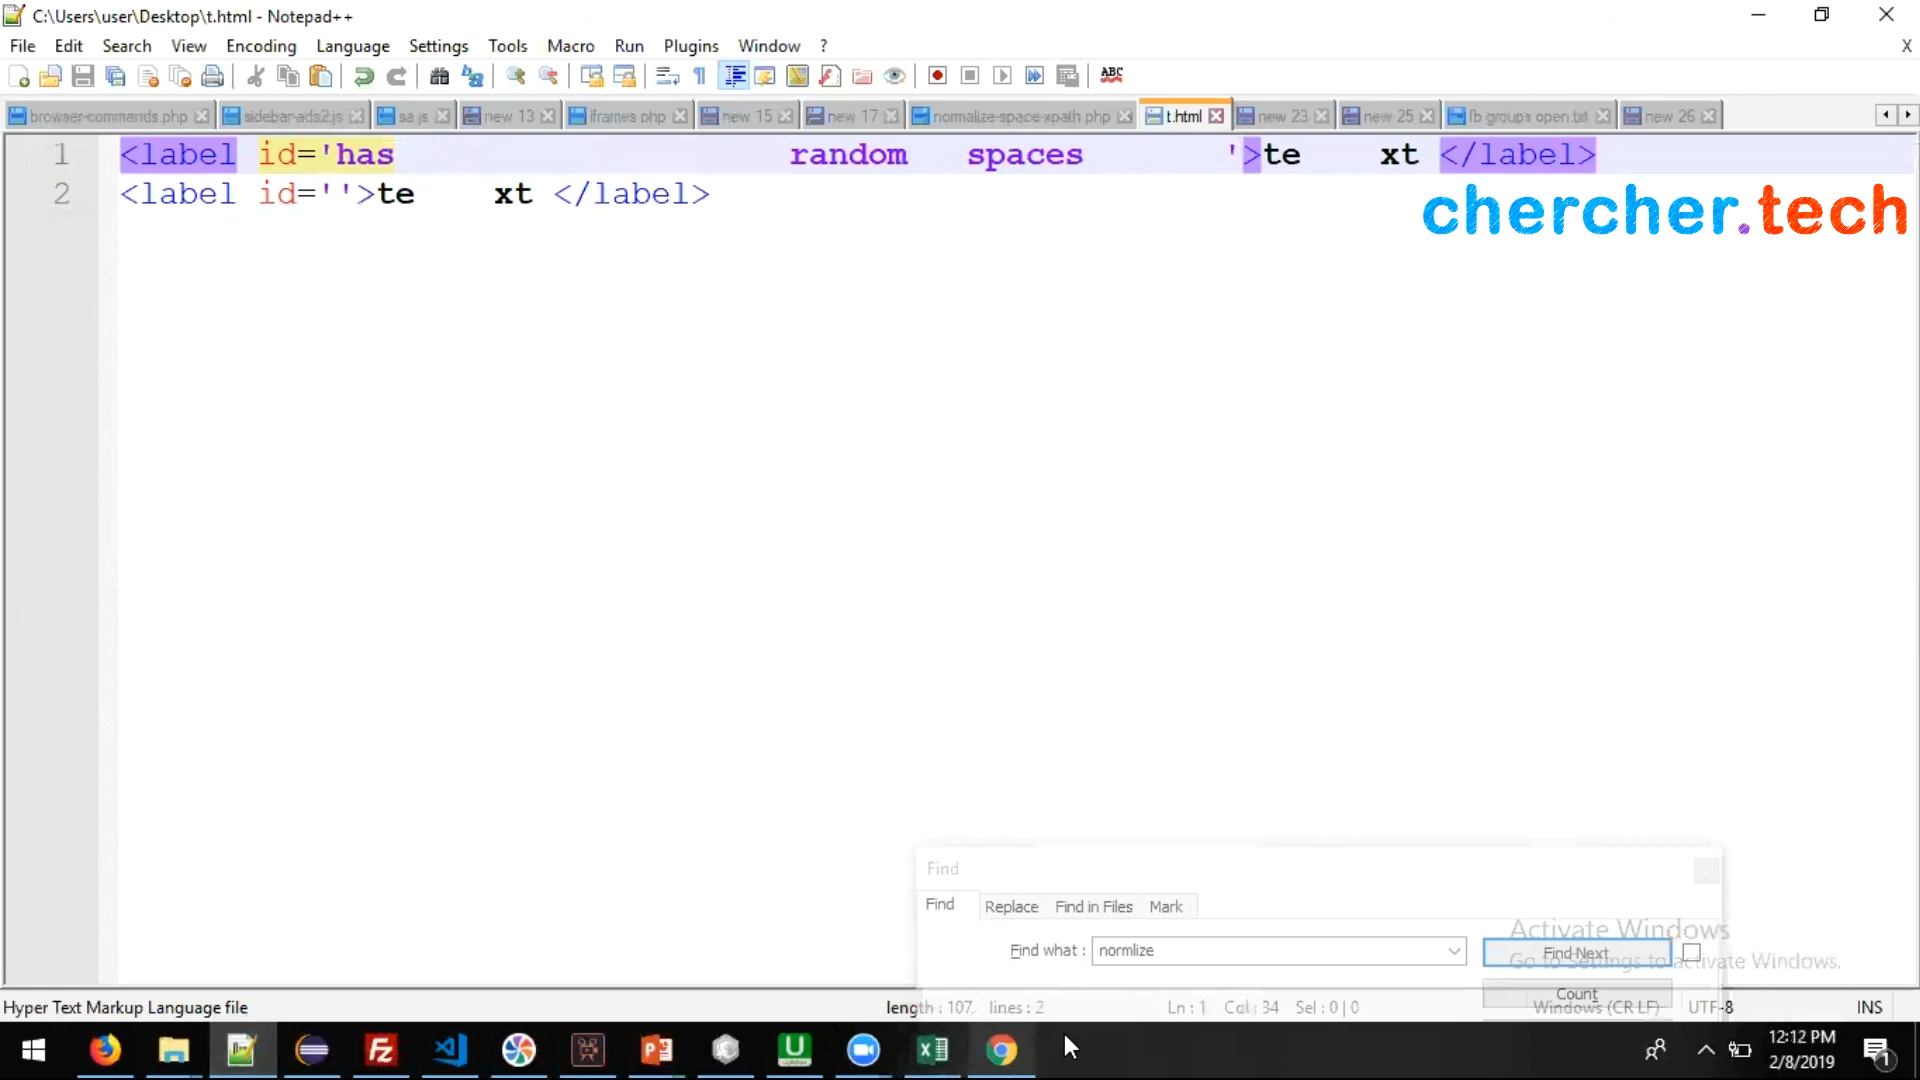 C:\Users\user\Desktop\t.html - Notepad++
File Edit Search View Encoding Language Settings Tools Macro Run Plugins Window ? X
ABC
browser-commands.php sidebar-ads2.js sa.js new 13 iframes.php new 15 new 17 normalize-space-xpath.php t.html new 23 new 25 fb groups open.txt new 26
1 <label id='has                    random   spaces       '>te    xt </label>
2 <label id=''>te    xt </label>
chercher.tech
Find
Find Replace Find in Files Mark
Activate Windows
Find what : normlize Find Next
Go to Settings to activate Windows.
Count
Hyper Text Markup Language file length : 107 lines : 2 Ln : 1 Col : 34 Sel : 0 | 0 Windows (CR LF) UTF-8 INS
12:12 PM
2/8/2019
1